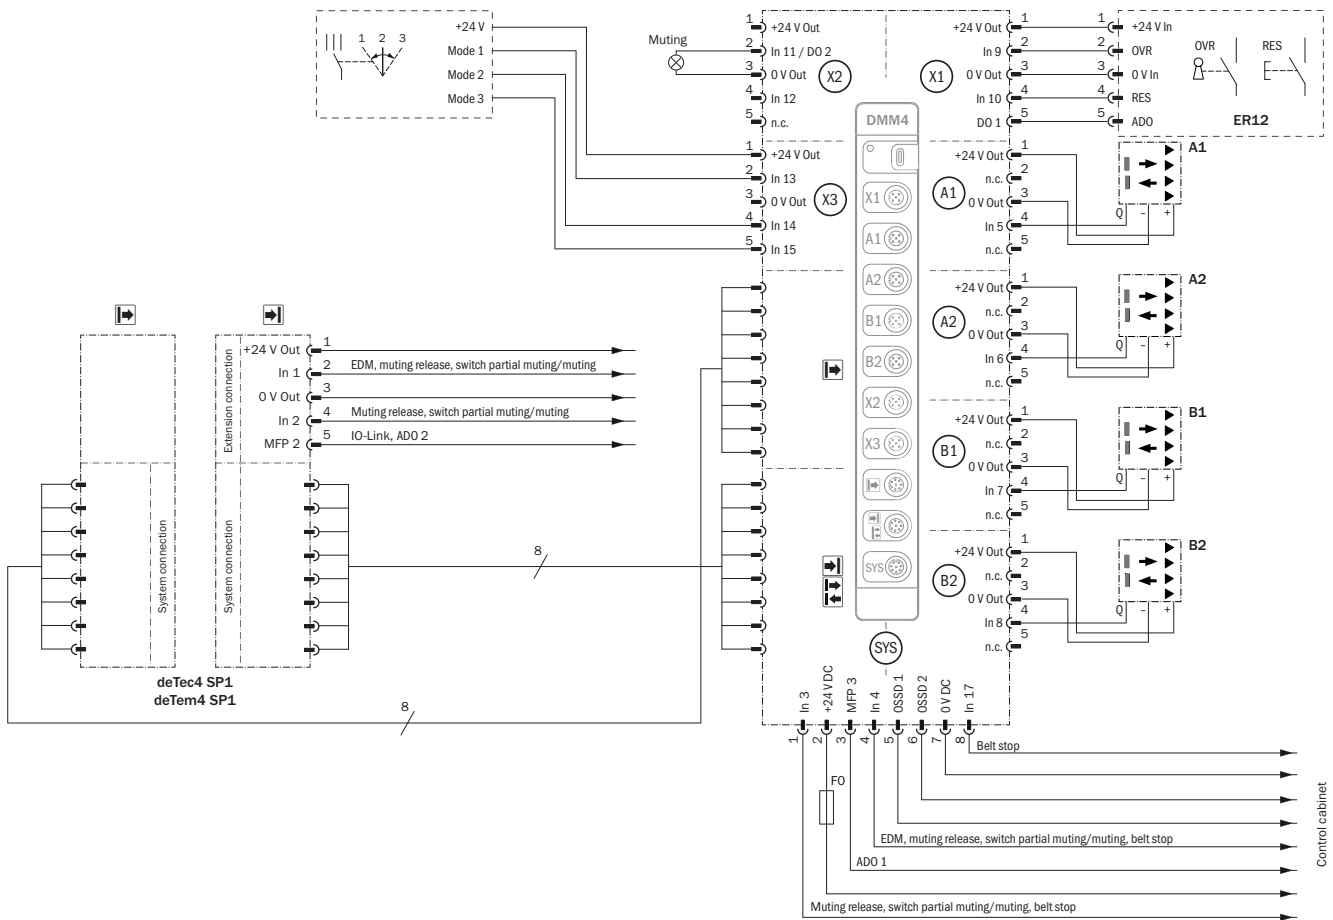 +24 V
1 2 3
Mode 1
Mode 2
Mode 3
Muting
1
+24 V Out
2
In 11 / DO 2
3
0 V Out
4
In 12
5
n.c.
X2
X1
+24 V Out
1
In 9
2
0 V Out
3
In 10
4
DO 1
5
1
+24 V In
2
OVR
3
0 V In
4
RES
5
ADO
OVR
RES
ER12
DMM4
X1
A1
A2
B1
B2
X2
X3
SYS
1
+24 V Out
2
In 13
3
0 V Out
4
In 14
5
In 15
X3
A1
+24 V Out
1
n.c.
2
0 V Out
3
In 5
4
n.c.
5
A1
Q – +
A2
+24 V Out
1
n.c.
2
0 V Out
3
In 6
4
n.c.
5
A2
Q – +
B1
+24 V Out
1
n.c.
2
0 V Out
3
In 7
4
n.c.
5
B1
Q – +
B2
+24 V Out
1
n.c.
2
0 V Out
3
In 8
4
n.c.
5
B2
Q – +
Extension connection
+24 V Out
1
In 1
2
EDM, muting release, switch partial muting/muting
0 V Out
3
In 2
4
Muting release, switch partial muting/muting
MFP 2
5
IO-Link, ADO 2
System connection
System connection
8
deTec4 SP1
deTem4 SP1
8
SYS
In 3
+24 V DC
MFP 3
In 4
OSSD 1
OSSD 2
0 V DC
In 17
1
2
3
4
5
6
7
8
Belt stop
F0
EDM, muting release, switch partial muting/muting, belt stop
ADO 1
Muting release, switch partial muting/muting, belt stop
Control cabinet